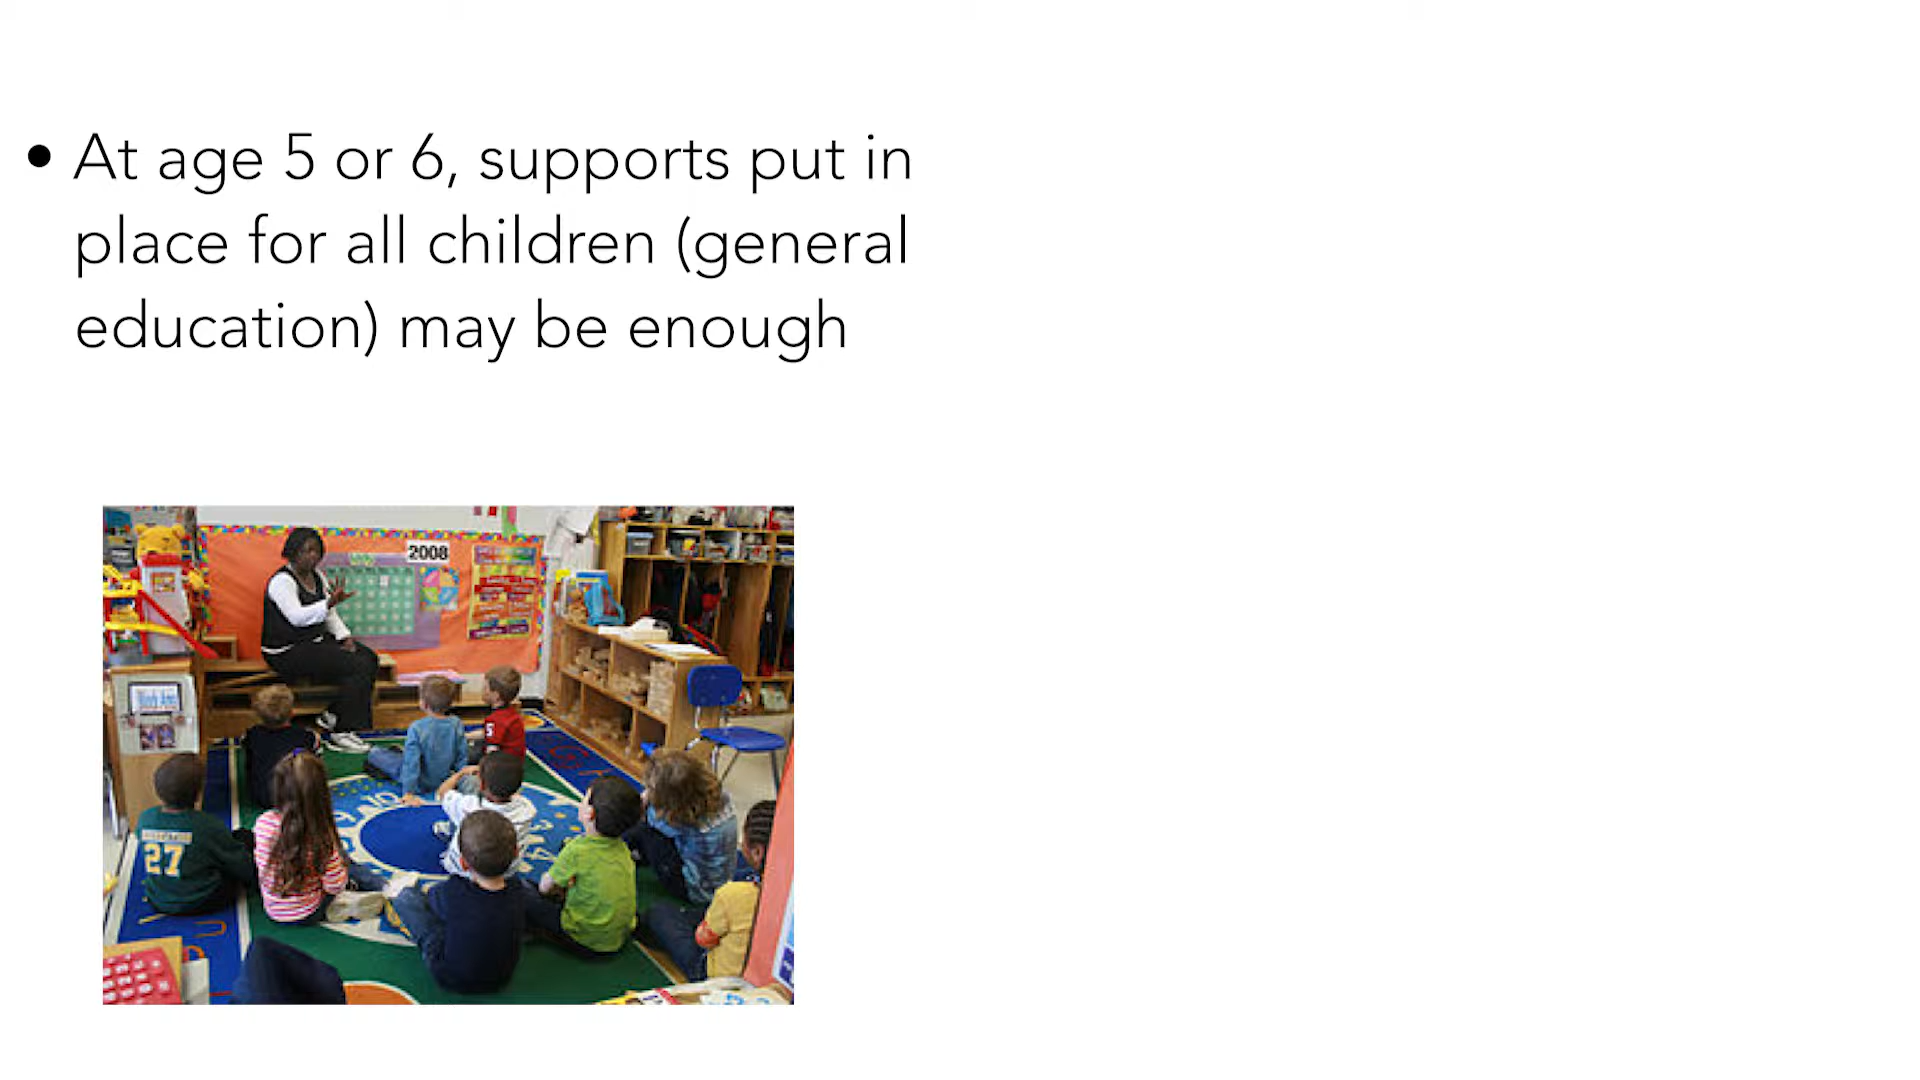 • At age 5 or 6, supports put in
place for all children (general
education) may be enough
2008
27
5